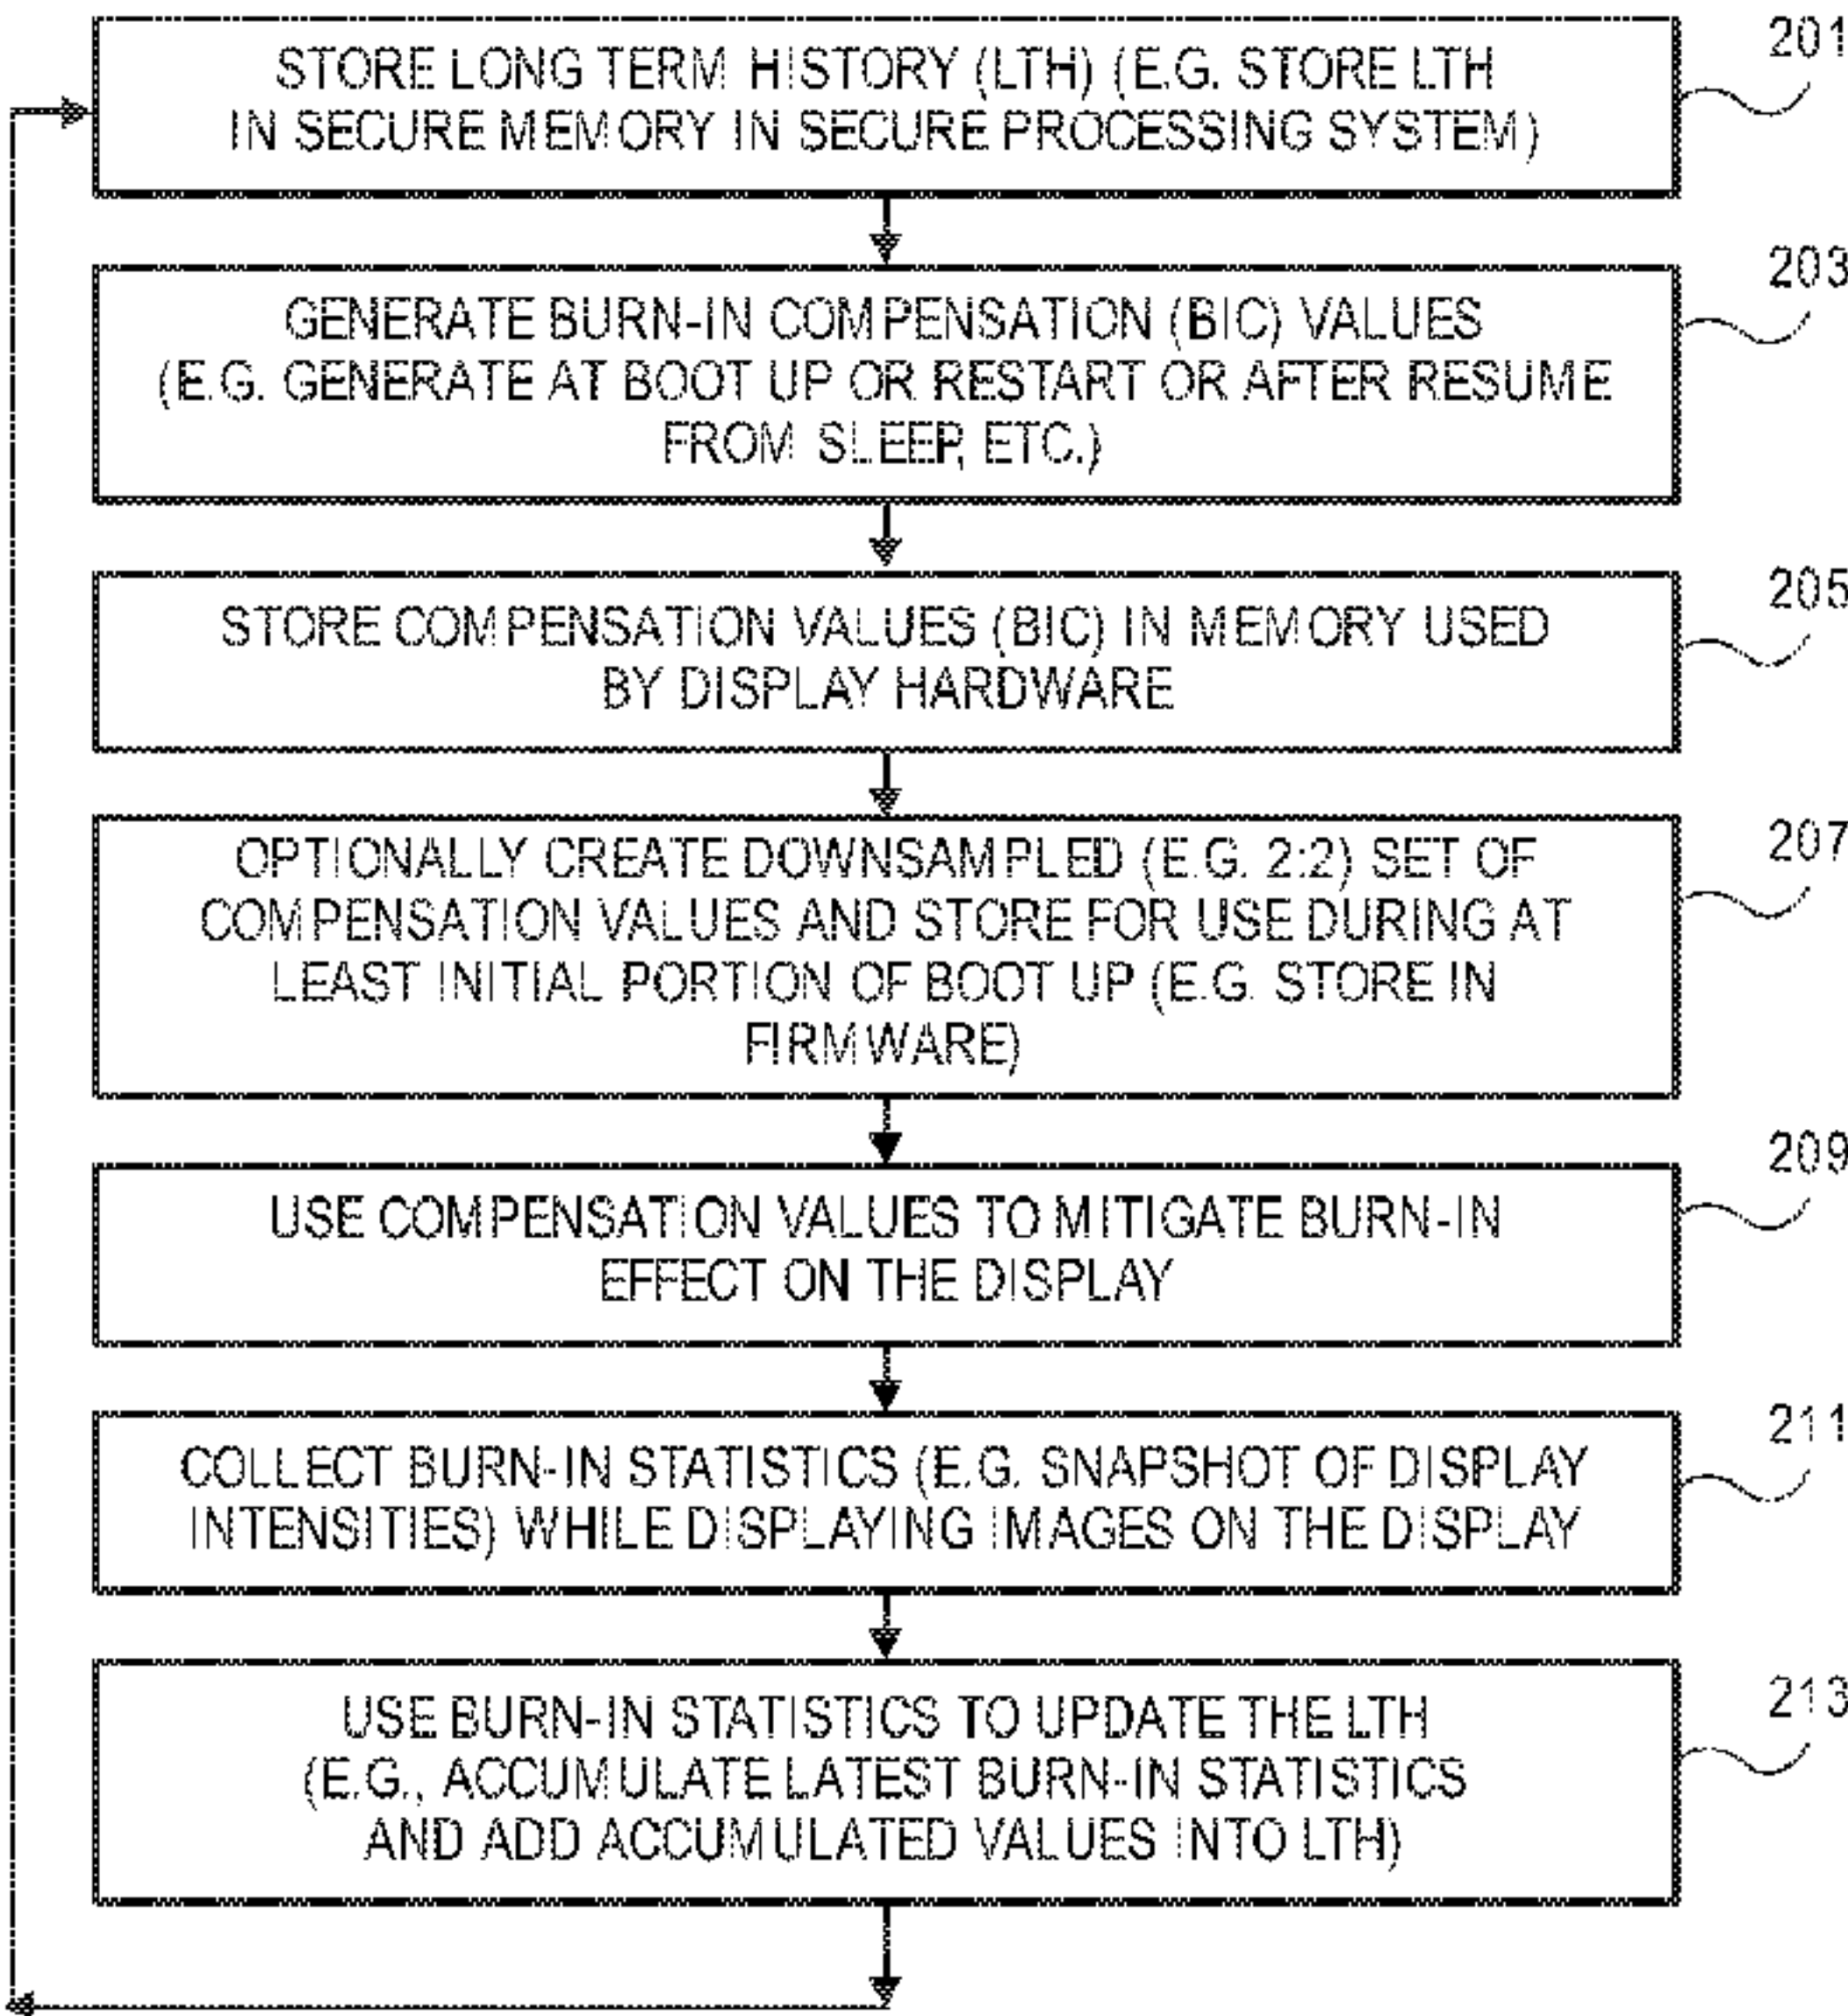 201
STORE LONG TERM HISTORY (LTH) (E.G. STORE LTH
IN SECURE MEMORY IN SECURE PROCESSING SYSTEM)
203
GENERATE BURN-IN COMPENSATION (BIC) VALUES
(E.G. GENERATE AT BOOT UP OR RESTART OR AFTER RESUME
FROM SLEEP, ETC.)
205
STORE COMPENSATION VALUES (BIC) IN MEMORY USED
BY DISPLAY HARDWARE
207
OPTIONALLY CREATE DOWNSAMPLED (E.G. 2:2) SET OF
COMPENSATION VALUES AND STORE FOR USE DURING AT
LEAST INITIAL PORTION OF BOOT UP (E.G. STORE IN
FIRMWARE)
209
USE COMPENSATION VALUES TO MITIGATE BURN-IN
EFFECT ON THE DISPLAY
211
COLLECT BURN-IN STATISTICS (E.G. SNAPSHOT OF DISPLAY
INTENSITIES) WHILE DISPLAYING IMAGES ON THE DISPLAY
213
USE BURN-IN STATISTICS TO UPDATE THE LTH
(E.G., ACCUMULATE LATEST BURN-IN STATISTICS
AND ADD ACCUMULATED VALUES INTO LTH)